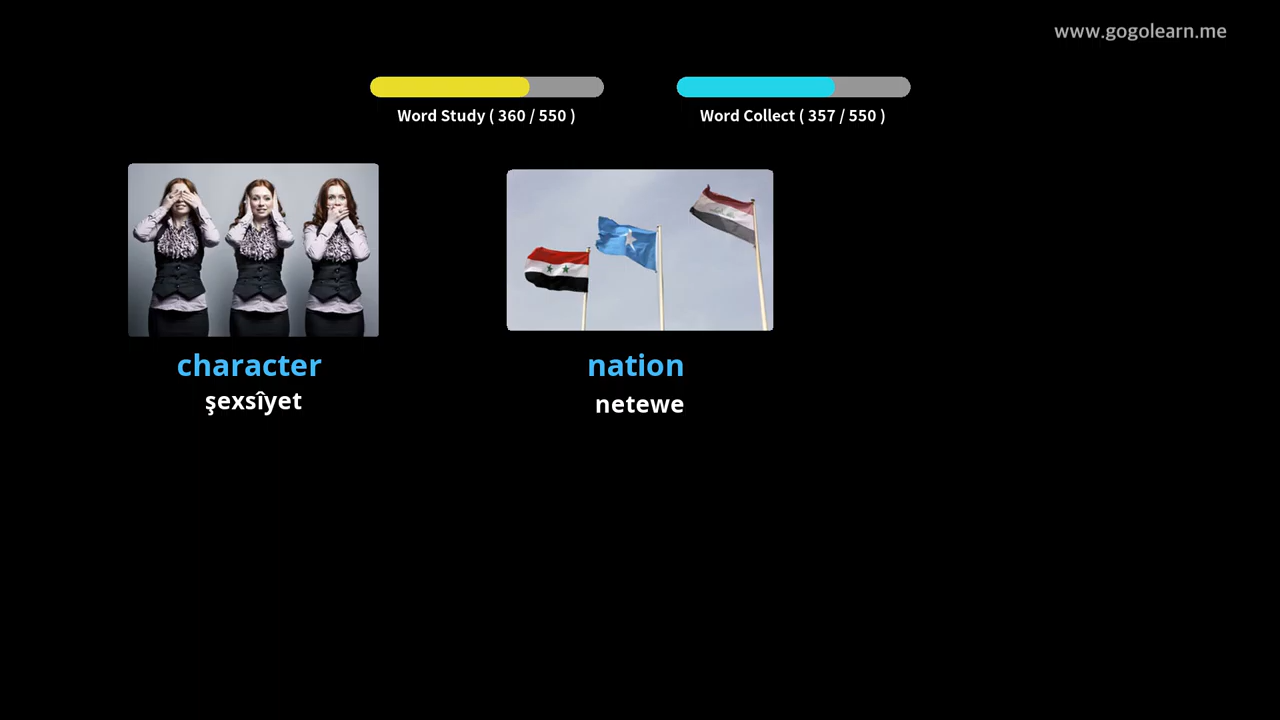 www.gogolearn.me
Word Study ( 360 / 550 )
Word Collect ( 357 / 550 )
character
şexsîyet
nation
netewe